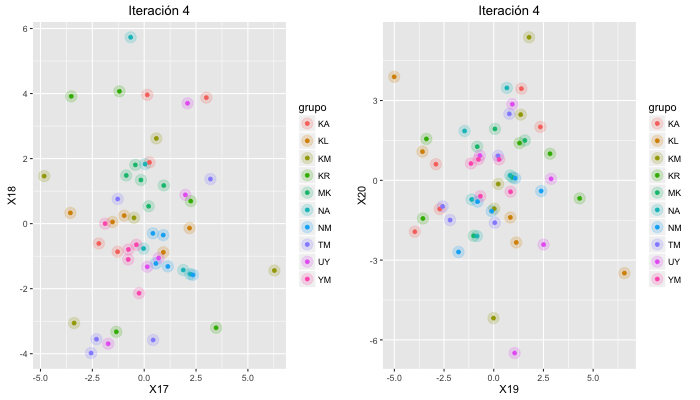 Iteración 4
6
4
2
0
-2
-4
X18
-5.0
-2.5
0.0
2.5
5.0
X17
grupo
KA
KL
KM
KR
MK
NA
NM
TM
UY
YM
Iteración 4
3
0
-3
-6
X20
-5.0
-2.5
0.0
2.5
5.0
X19
grupo
KA
KL
KM
KR
MK
NA
NM
TM
UY
YM